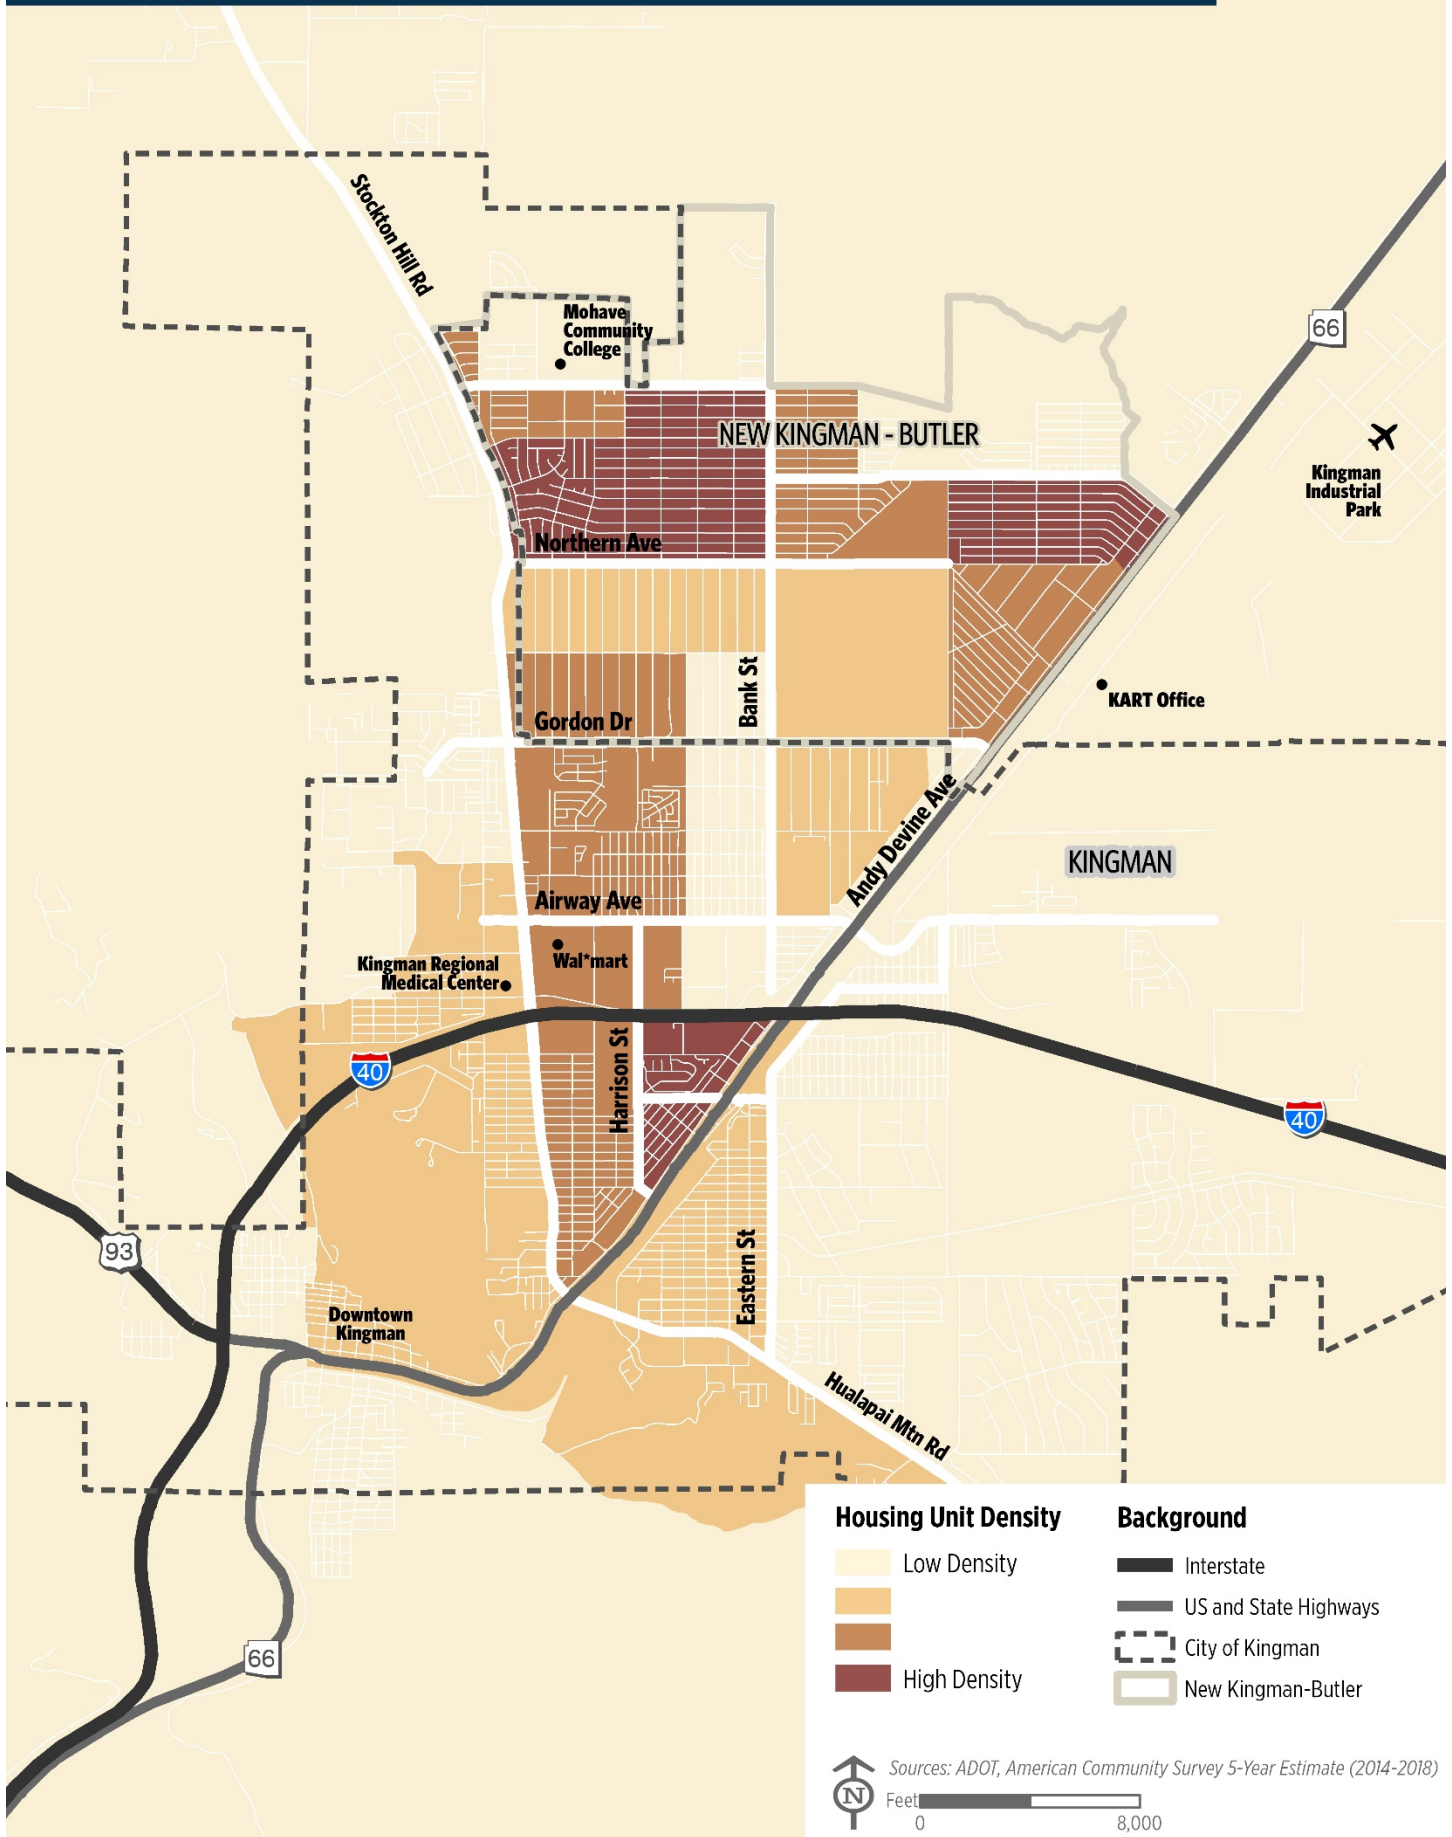 Stockton Hill Rd
Mohave
Community
College
66
NEW KINGMAN - BUTLER
Kingman
Industrial
Park
Northern Ave
Bank St
KART Office
Gordon Dr
Andy Devine Ave
KINGMAN
Airway Ave
Wal*mart
Kingman Regional
Medical Center
Harrison St
40
40
93
Eastern St
Downtown
Kingman
Hualapai Mtn Rd
66
Housing Unit Density
Low Density
High Density
Background
Interstate
US and State Highways
City of Kingman
New Kingman-Butler
Sources: ADOT, American Community Survey 5-Year Estimate (2014-2018)
N
Feet
0 8,000